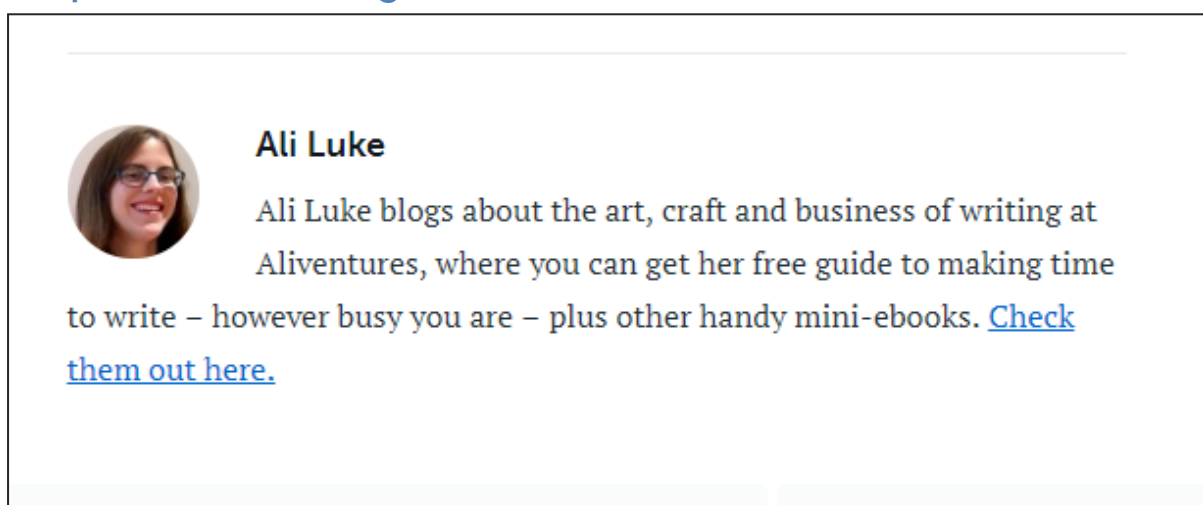 Ali Luke
Ali Luke blogs about the art, craft and business of writing at
Aliventures, where you can get her free guide to making time
to write – however busy you are – plus other handy mini-ebooks. Check
them out here.